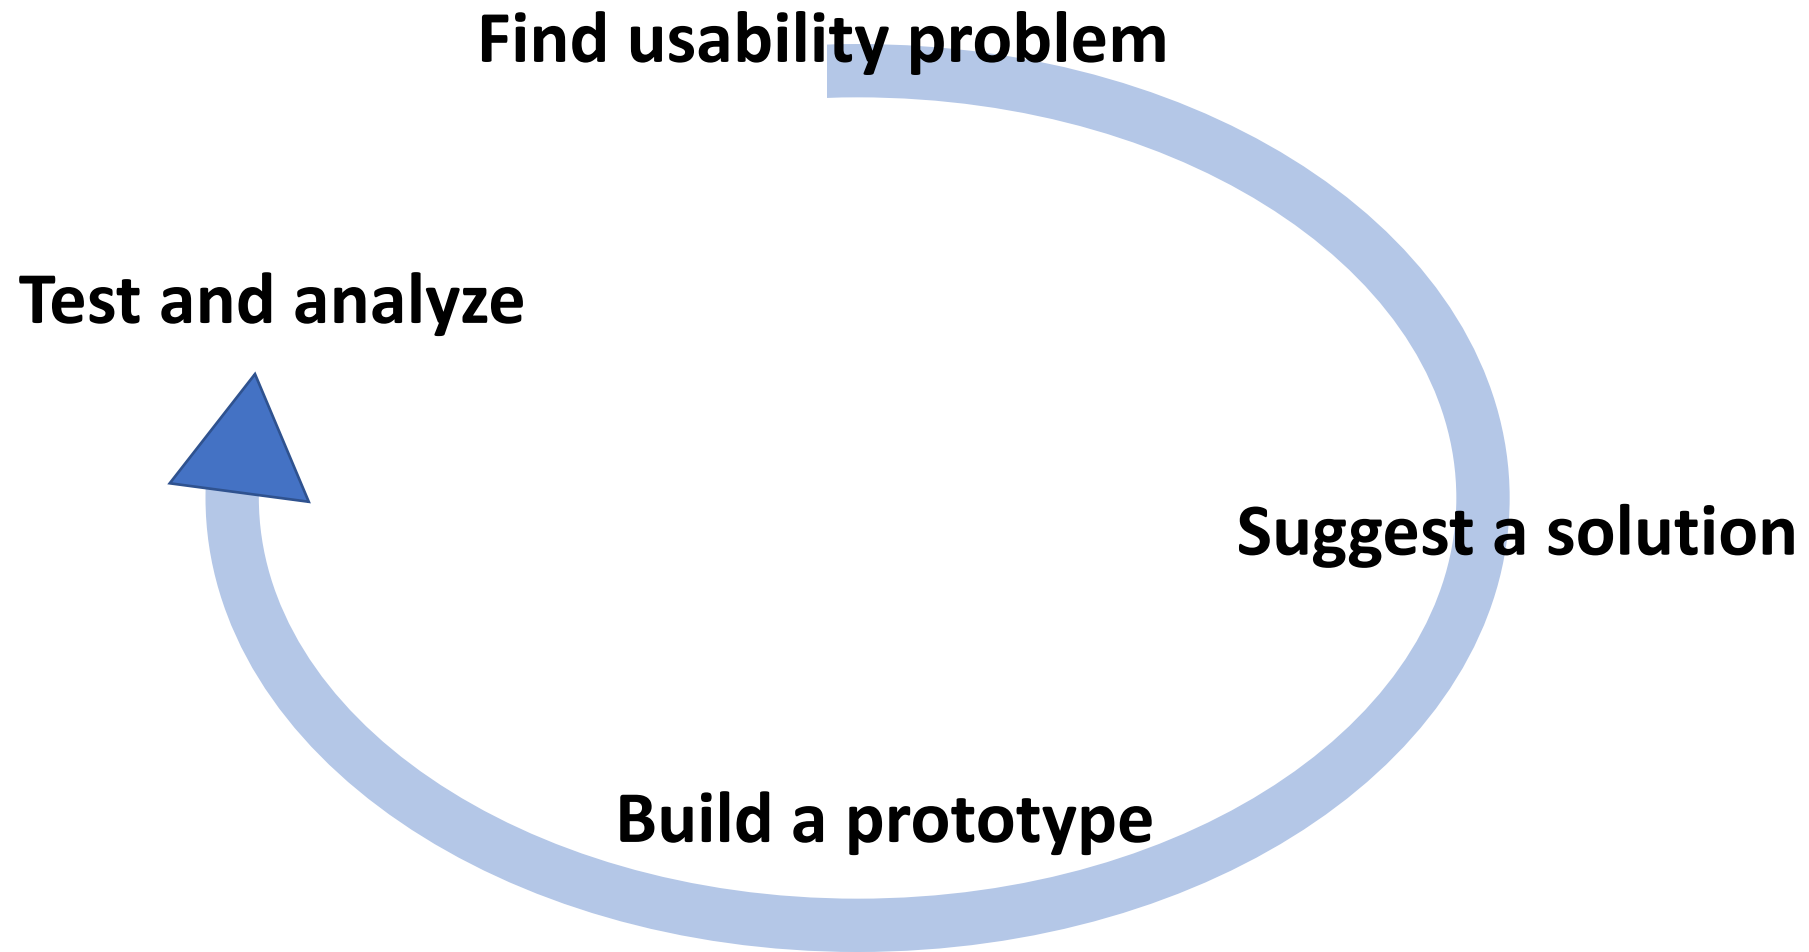 Find usability problem
Test and analyze
Suggest a solution
Build a prototype